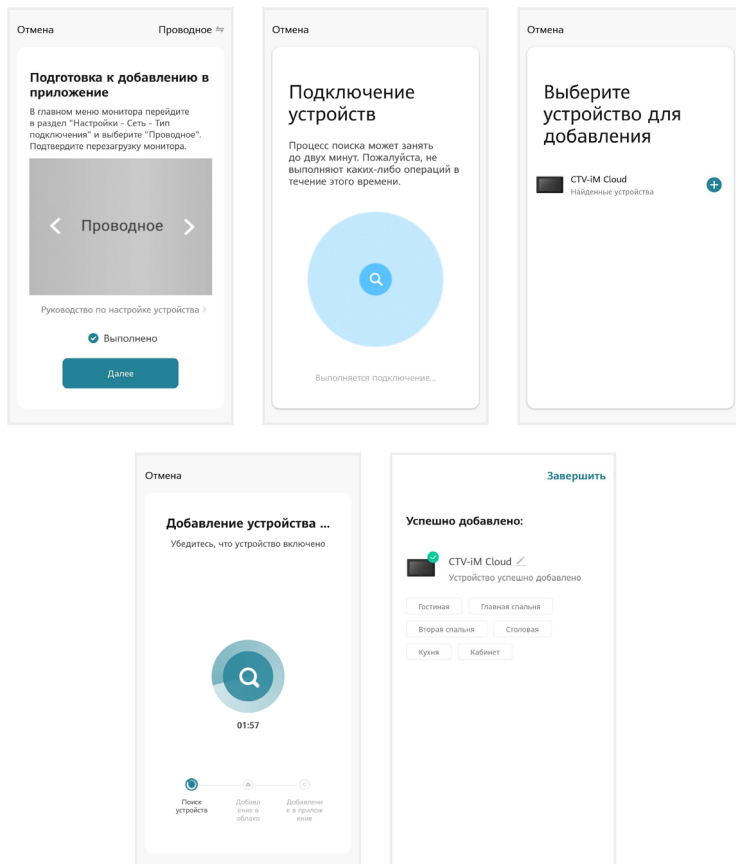 Отмена
Проводное
Подготовка к добавлению в
приложение
В главном меню монитора перейдите
в раздел "Настройки - Сеть - Тип
подключения" и выберите "Проводное".
Подтвердите перезагрузку монитора.
Проводное
Руководство по настройке устройства
Выполнено
Далее
Отмена
Подключение
устройств
Процесс поиска может занять
до двух минут. Пожалуйста, не
выполняют каких-либо операций в
течение этого времени.
Выполняется подключение...
Отмена
Выберите
устройство для
добавления
CTV-iM Cloud
Найденные устройства
Отмена
Добавление устройства ...
Убедитесь, что устройство включено
01:57
Поиск
устройств
Добавл
ение в
облако
Добавлени
е в прилож
ение
Завершить
Успешно добавлено:
CTV-iM Cloud
Устройство успешно добавлено
Гостиная
Главная спальня
Вторая спальня
Столовая
Кухня
Кабинет